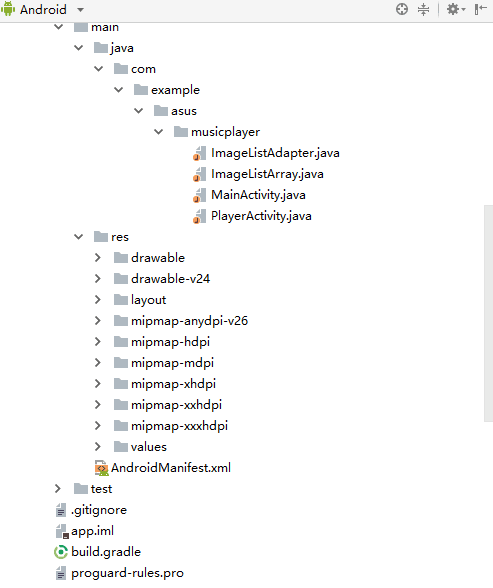 Android
main
java
com
example
asus
musicplayer
ImageListAdapter.java
ImageListArray.java
MainActivity.java
PlayerActivity.java
res
drawable
drawable-v24
layout
mipmap-anydpi-v26
mipmap-hdpi
mipmap-mdpi
mipmap-xhdpi
mipmap-xxhdpi
mipmap-xxxhdpi
values
AndroidManifest.xml
test
.gitignore
app.iml
build.gradle
proguard-rules.pro